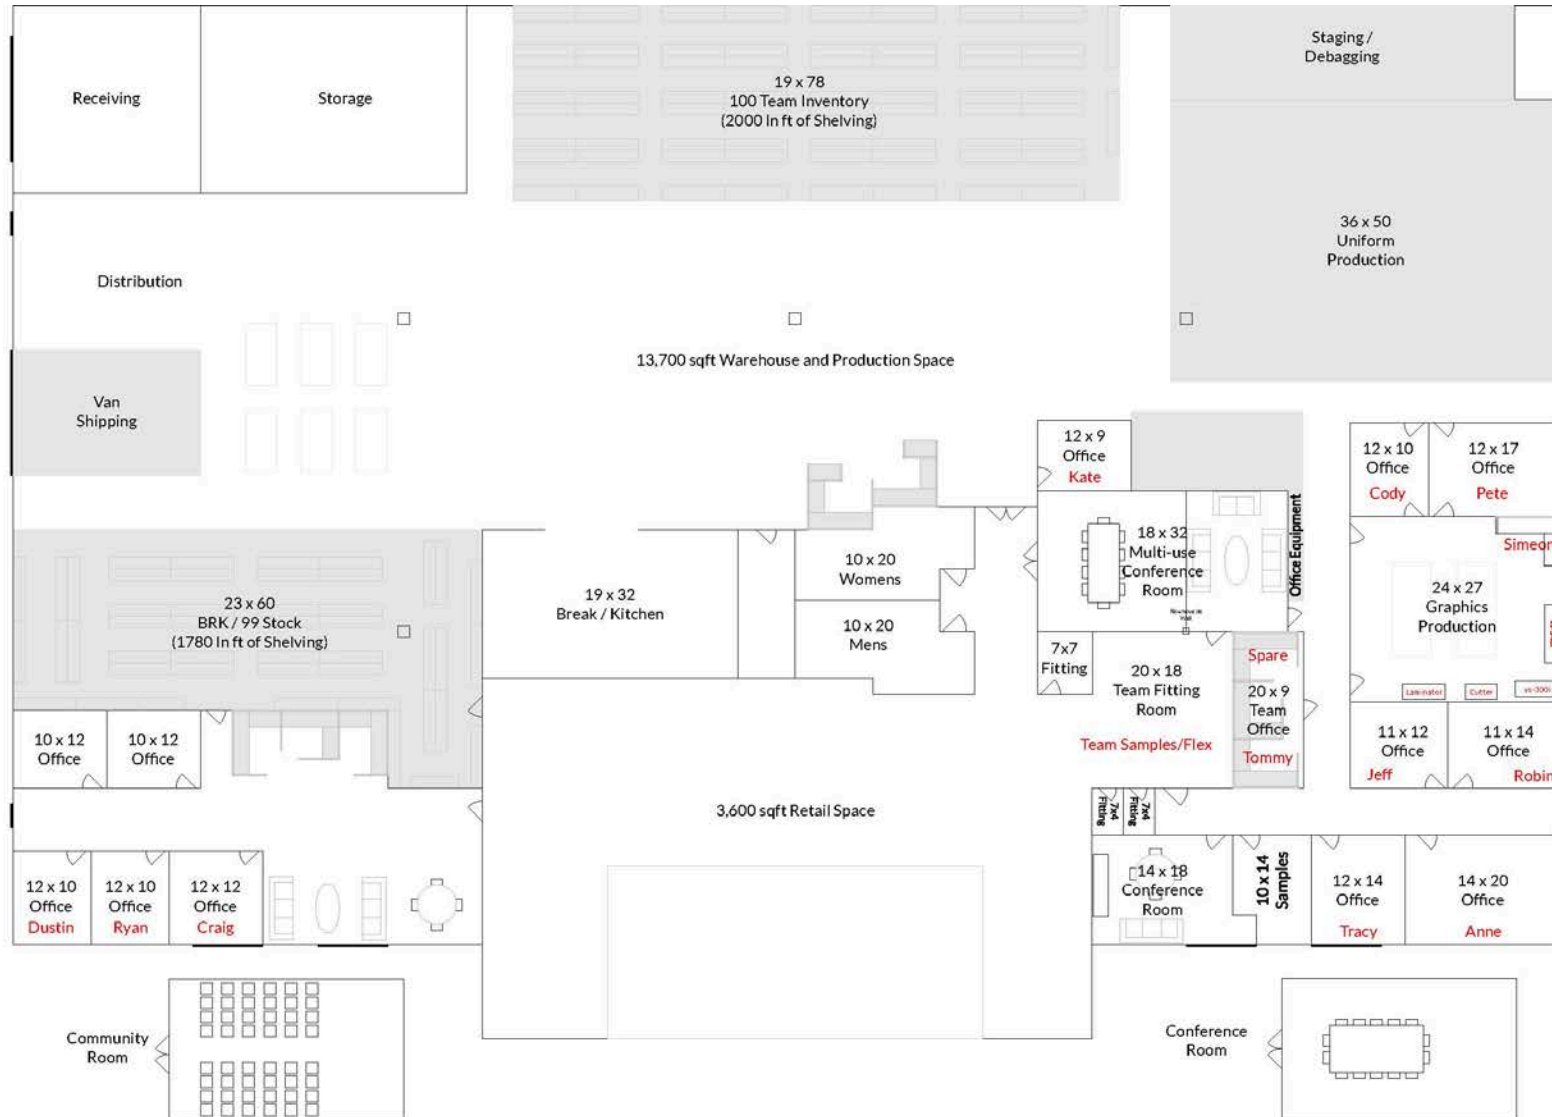 Receiving
Storage
19 x 78
100 Team Inventory
(2000 ln ft of Shelving)
Staging /
Debagging
36 x 50
Uniform
Production
Distribution
13,700 sqft Warehouse and Production Space
Van
Shipping
12 x 9
Office
Kate
12 x 10
Office
Cody
12 x 17
Office
Pete
23 x 60
BRK / 99 Stock
(1780 ln ft of Shelving)
19 x 32
Break / Kitchen
10 x 20
Womens
10 x 20
Mens
18 x 32
Multi-use
Conference
Room
Office Equipment
Simeon
24 x 27
Graphics
Production
Laminator
Cutter
vs-300i
7x7
Fitting
20 x 18
Team Fitting
Room
Team Samples/Flex
Spare
20 x 9
Team
Office
Tommy
10 x 12
Office
10 x 12
Office
11 x 12
Office
Jeff
11 x 14
Office
Robin
3,600 sqft Retail Space
7x4
Fitting
7x4
Fitting
12 x 10
Office
Dustin
12 x 10
Office
Ryan
12 x 12
Office
Craig
14 x 18
Conference
Room
10 x 14
Samples
12 x 14
Office
Tracy
14 x 20
Office
Anne
Community
Room
Conference
Room